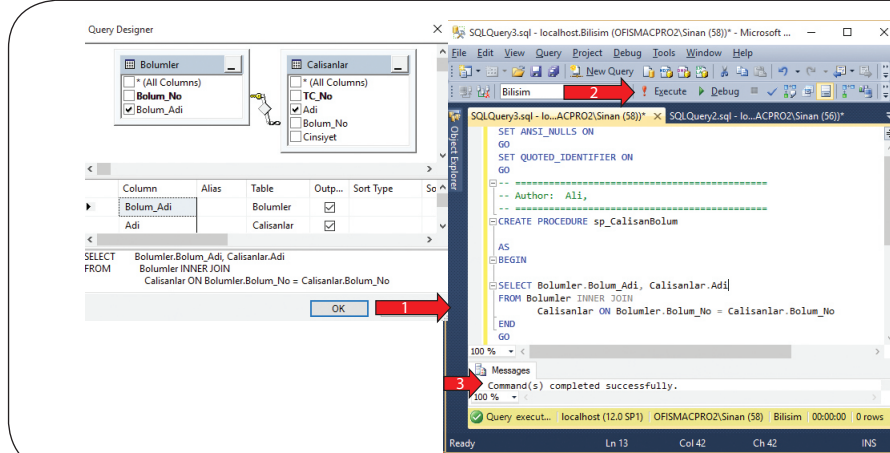 Query Designer
Bolumler
* (All Columns)
Bolum_No
Bolum_Adi
Calisanlar
* (All Columns)
TC_No
Adi
Bolum_No
Cinsiyet
Column Alias Table Outp... Sort Type So
Bolum_Adi Bolumler
Adi Calisanlar
SELECT Bolumler.Bolum_Adi, Calisanlar.Adi
FROM Bolumler INNER JOIN
Calisanlar ON Bolumler.Bolum_No = Calisanlar.Bolum_No
OK
1
SQLQuery3.sql - localhost.Bilisim (OFISMACPRO2\Sinan (58))* - Microsoft ...
File Edit View Query Project Debug Tools Window Help
New Query
Bilisim
2
Execute Debug
SQLQuery3.sql - lo...ACPRO2\Sinan (58))* SQLQuery2.sql - lo...ACPRO2\Sinan (56))*
Object Explorer
SET ANSI_NULLS ON
GO
SET QUOTED_IDENTIFIER ON
GO
-- =============================================
-- Author: Ali,
-- =============================================
CREATE PROCEDURE sp_CalisanBolum
AS
BEGIN
SELECT Bolumler.Bolum_Adi, Calisanlar.Adi
FROM Bolumler INNER JOIN
Calisanlar ON Bolumler.Bolum_No = Calisanlar.Bolum_No
END
GO
100 %
Messages
3
Command(s) completed successfully.
100 %
Query execut... localhost (12.0 SP1) OFISMACPRO2\Sinan (58) Bilisim 00:00:00 0 rows
Ready Ln 13 Col 42 Ch 42 INS